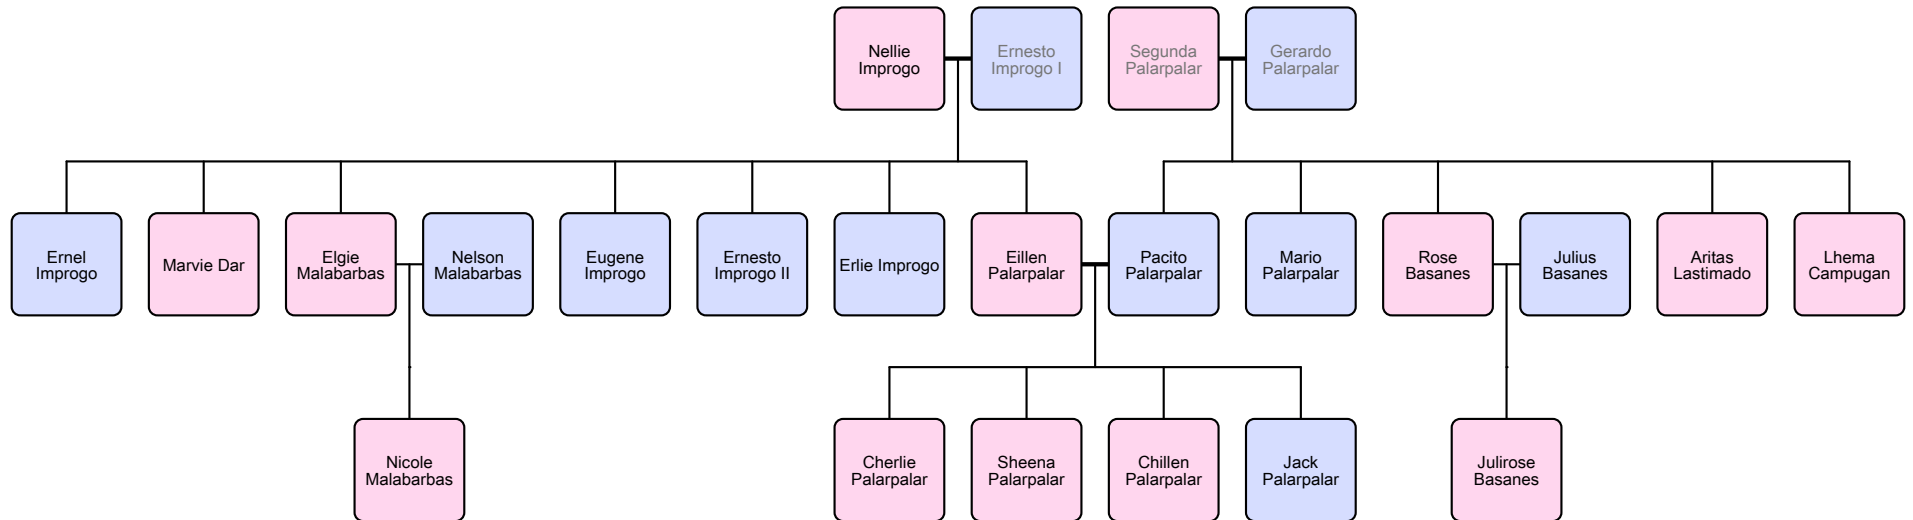 Nellie
Improgo
Ernesto
Improgo I
Segunda
Palarpalar
Gerardo
Palarpalar
Ernel
Improgo
Marvie Dar
Elgie
Malabarbas
Nelson
Malabarbas
Eugene
Improgo
Ernesto
Improgo II
Erlie Improgo
Eillen
Palarpalar
Pacito
Palarpalar
Mario
Palarpalar
Rose
Basanes
Julius
Basanes
Aritas
Lastimado
Lhema
Campugan
Nicole
Malabarbas
Cherlie
Palarpalar
Sheena
Palarpalar
Chillen
Palarpalar
Jack
Palarpalar
Julirose
Basanes